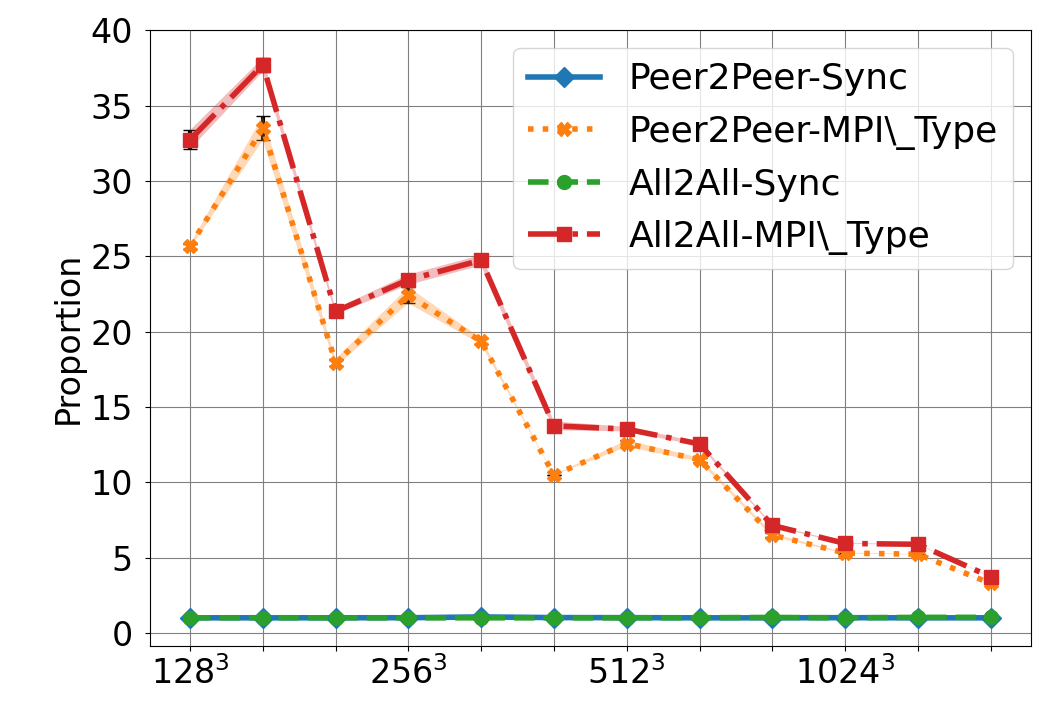 40
35
30
25
20
15
10
5
0
Proportion
128³
256³
512³
1024³
Peer2Peer-Sync
Peer2Peer-MPI\_Type
All2All-Sync
All2All-MPI\_Type